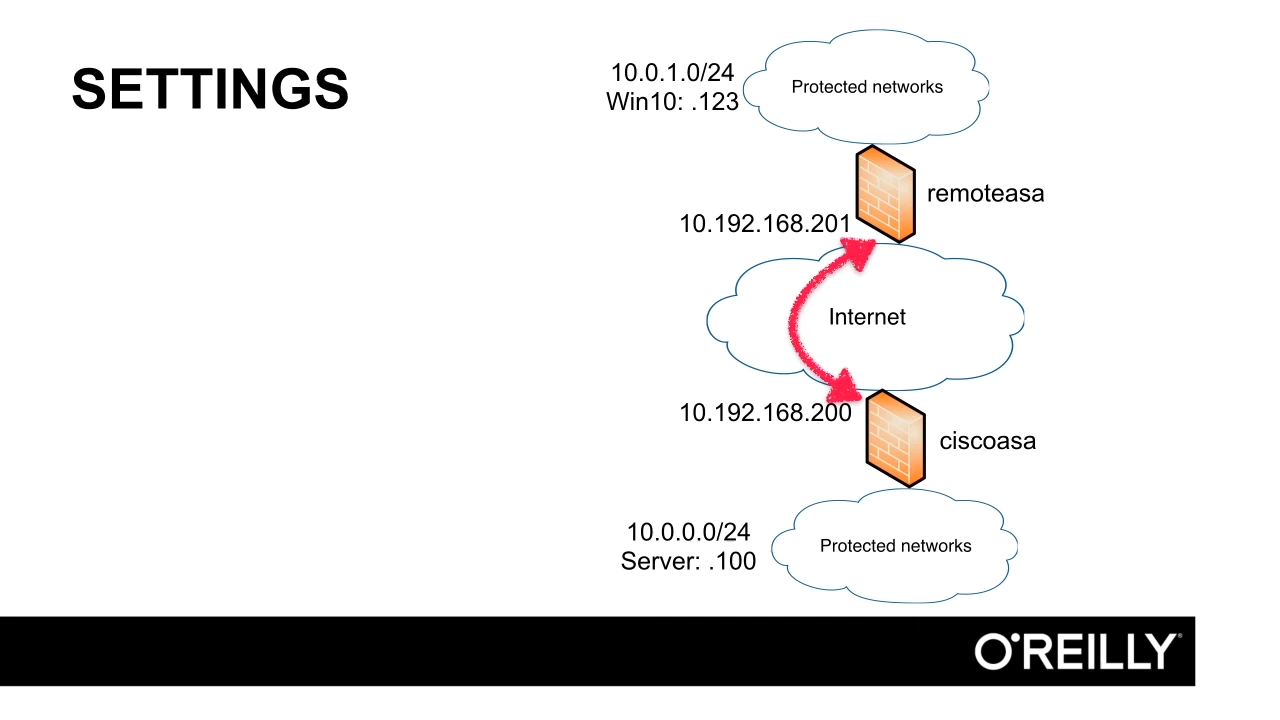 SETTINGS
10.0.1.0/24
Win10: .123
Protected networks
remoteasa
10.192.168.201
Internet
10.192.168.200
ciscoasa
10.0.0.0/24
Server: .100
Protected networks
O'REILLY®